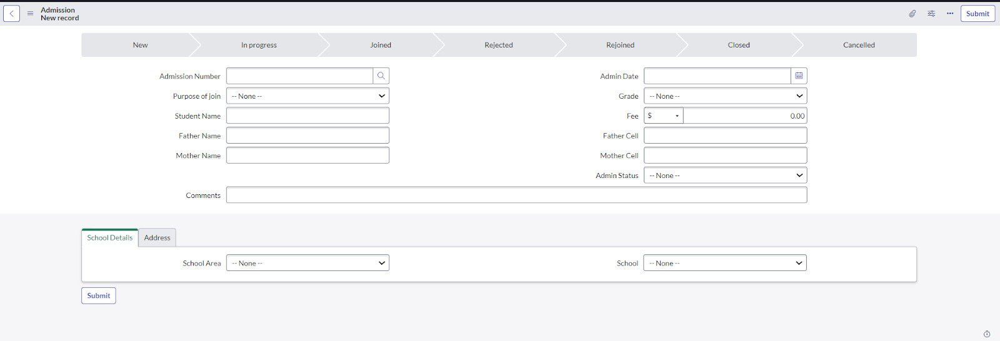 Admission
New record
Submit
New In progress Joined Rejected Rejoined Closed Cancelled
Admission Number
Admin Date
Purpose of join -- None --
Grade -- None --
Student Name
Fee $ 0.00
Father Name
Father Cell
Mother Name
Mother Cell
Admin Status -- None --
Comments
School Details Address
School Area -- None --
School -- None --
Submit